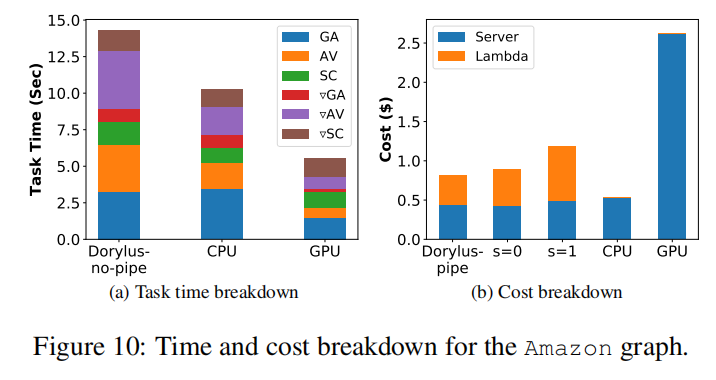 15.0
12.5
10.0
7.5
5.0
2.5
0.0
Task Time (Sec)
GA
AV
SC
▽GA
▽AV
▽SC
Dorylus-
no-pipe
CPU
GPU
(a) Task time breakdown
2.5
2.0
1.5
1.0
0.5
0.0
Cost ($)
Server
Lambda
Dorylus-
pipe
s=0
s=1
CPU
GPU
(b) Cost breakdown
Figure 10: Time and cost breakdown for the Amazon graph.